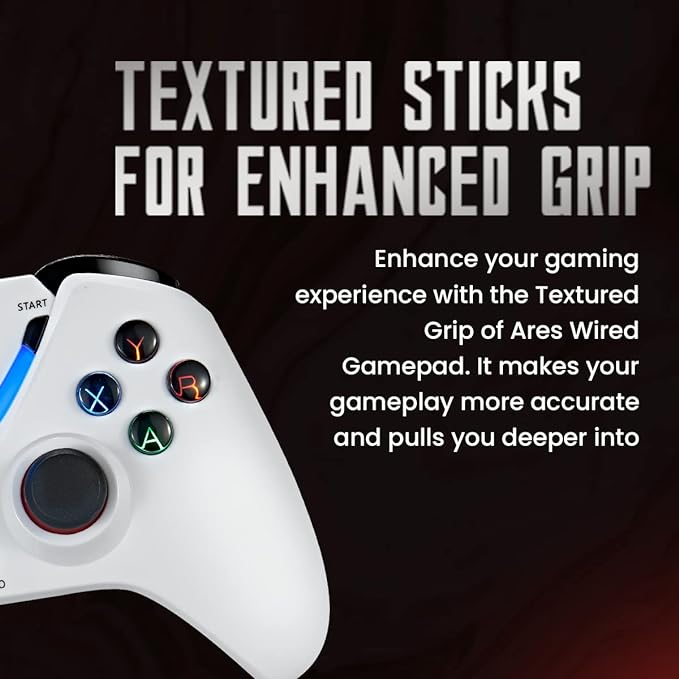 TEXTURED STICKS
FOR ENHANCED GRIP
Enhance your gaming
experience with the Textured
Grip of Ares Wired
Gamepad. It makes your
gameplay more accurate
and pulls you deeper into
START
Y
X
R
A
O